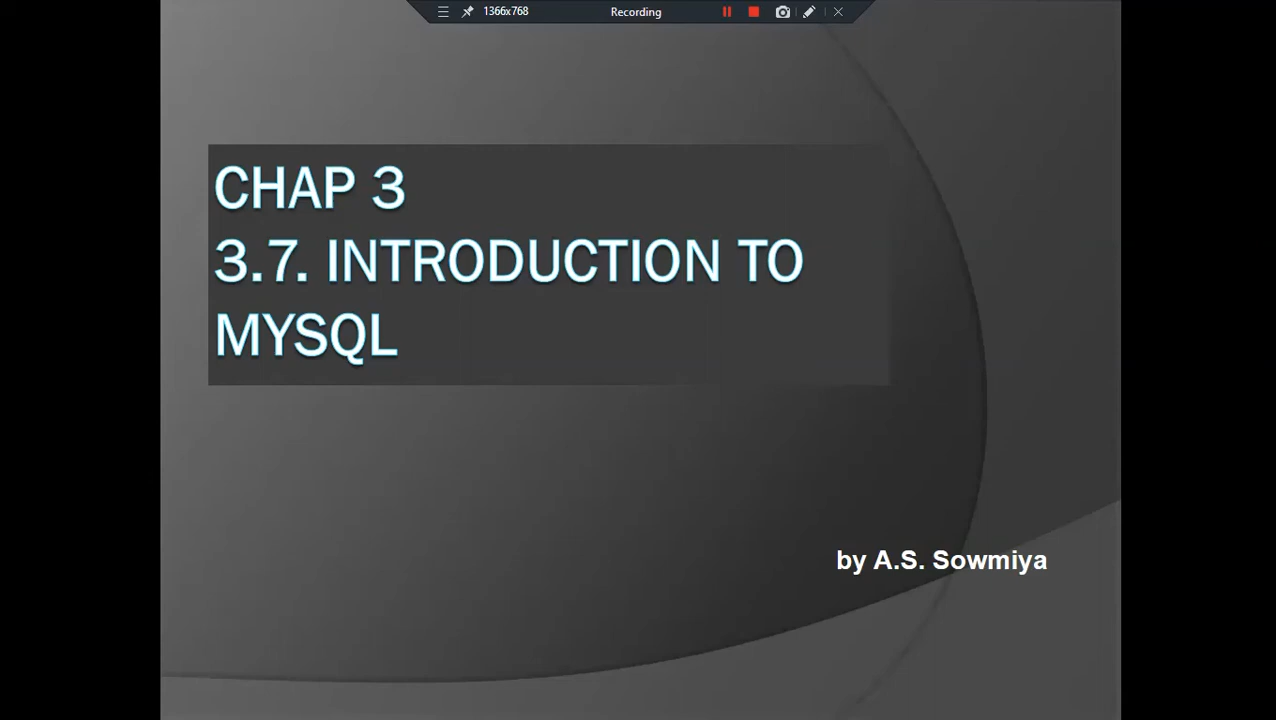 1366x768 Recording
CHAP 3
3.7. INTRODUCTION TO
MYSQL
by A.S. Sowmiya